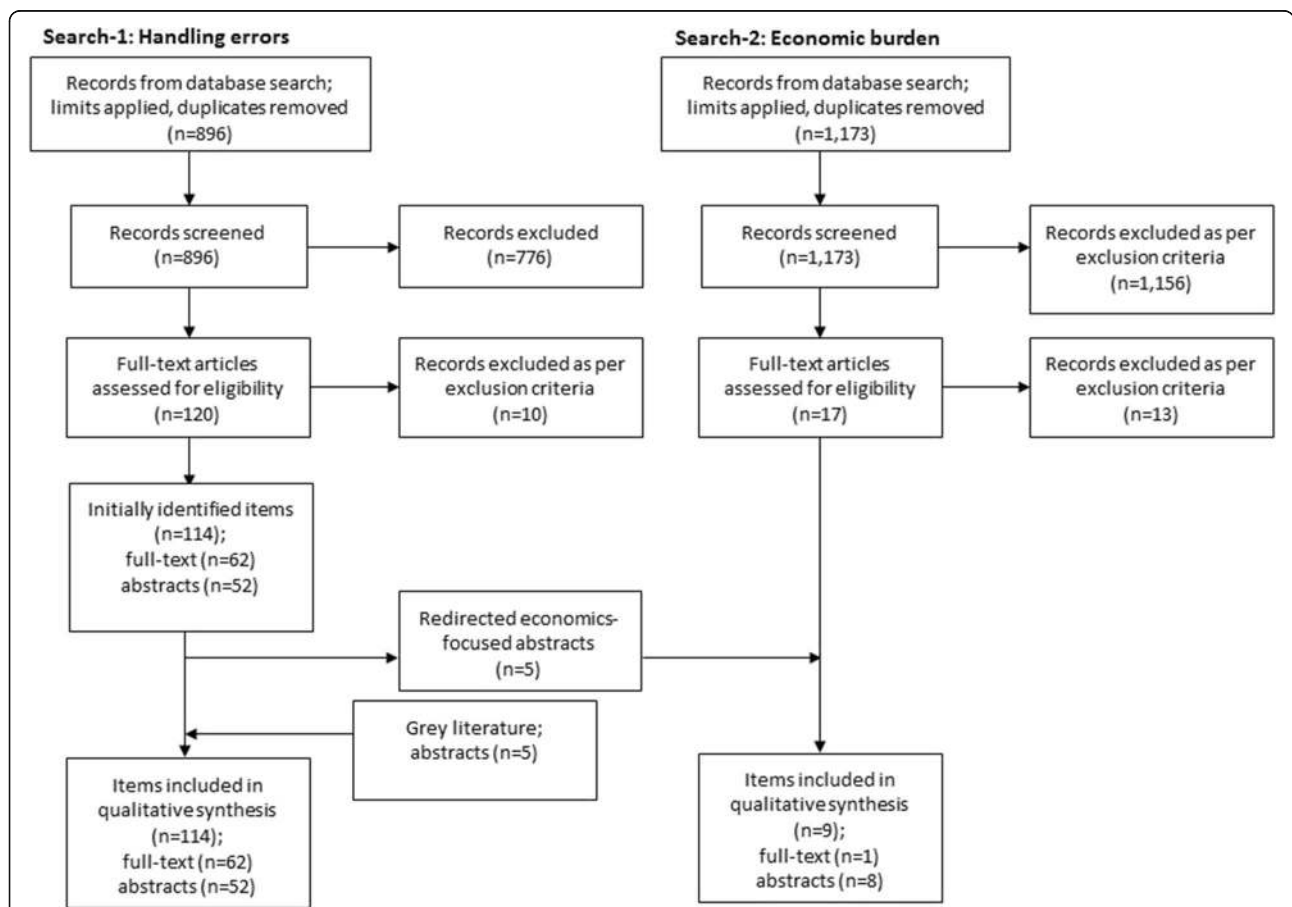 Search-1: Handling errors
Records from database search;
limits applied, duplicates removed
(n=896)
Records screened
(n=896)
Records excluded
(n=776)
Full-text articles
assessed for eligibility
(n=120)
Records excluded as per
exclusion criteria
(n=10)
Initially identified items
(n=114);
full-text (n=62)
abstracts (n=52)
Redirected economics-
focused abstracts
(n=5)
Grey literature;
abstracts (n=5)
Items included in
qualitative synthesis
(n=114);
full-text (n=62)
abstracts (n=52)
Search-2: Economic burden
Records from database search;
limits applied, duplicates removed
(n=1,173)
Records screened
(n=1,173)
Records excluded as per
exclusion criteria
(n=1,156)
Full-text articles
assessed for eligibility
(n=17)
Records excluded as per
exclusion criteria
(n=13)
Items included in
qualitative synthesis
(n=9);
full-text (n=1)
abstracts (n=8)